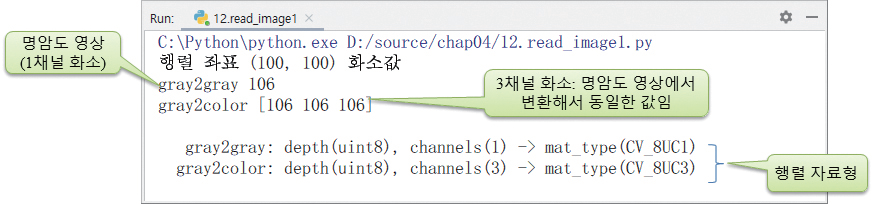 Run: 12.read_image1 ×
C:\Python\python.exe D:/source/chap04/12.read_image1.py
행렬 좌표 (100, 100) 화소값
gray2gray 106
gray2color [106 106 106]
gray2gray: depth(uint8), channels(1) -> mat_type(CV_8UC1)
gray2color: depth(uint8), channels(3) -> mat_type(CV_8UC3)
명암도 영상
(1채널 화소)
3채널 화소: 명암도 영상에서
변환해서 동일한 값임
행렬 자료형